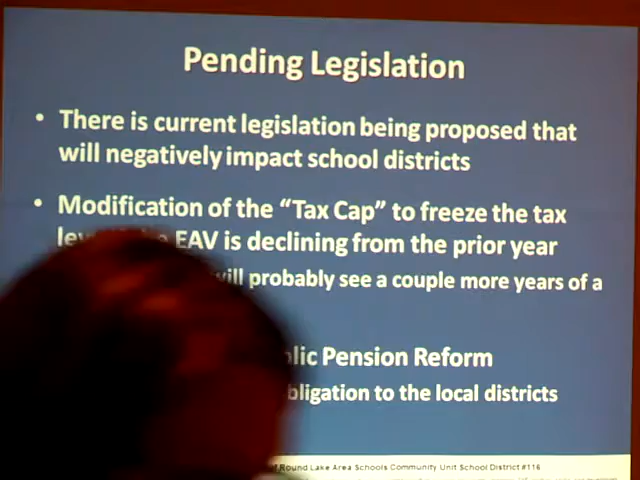 Pending Legislation
• There is current legislation being proposed that
will negatively impact school districts
• Modification of the “Tax Cap” to freeze the tax
EAV is declining from the prior year
probably see a couple more years of a
Pension Reform
to the local districts
Round Lake Area Schools Community Unit School District #116